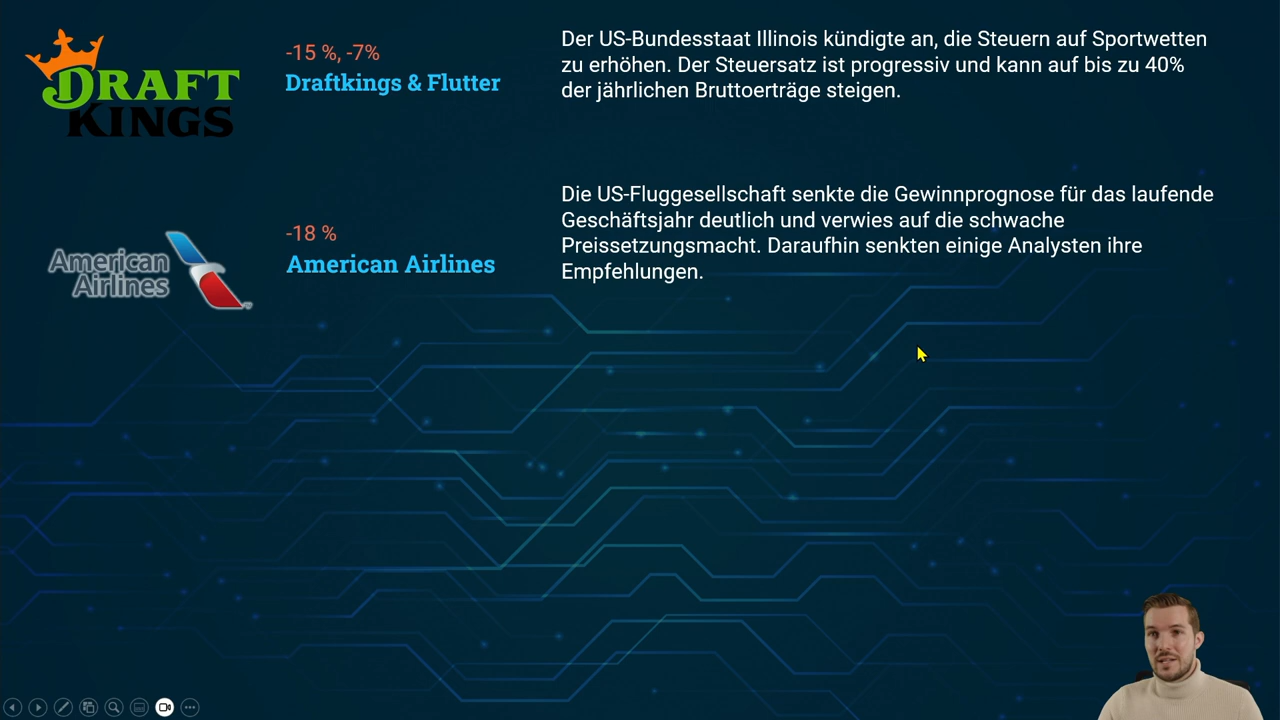 DRAFT
KINGS
-15 %, -7%
Draftkings & Flutter
Der US-Bundesstaat Illinois kündigte an, die Steuern auf Sportwetten
zu erhöhen. Der Steuersatz ist progressiv und kann auf bis zu 40%
der jährlichen Bruttoerträge steigen.
American
Airlines
-18 %
American Airlines
Die US-Fluggesellschaft senkte die Gewinnprognose für das laufende
Geschäftsjahr deutlich und verwies auf die schwache
Preissetzungsmacht. Daraufhin senkten einige Analysten ihre
Empfehlungen.